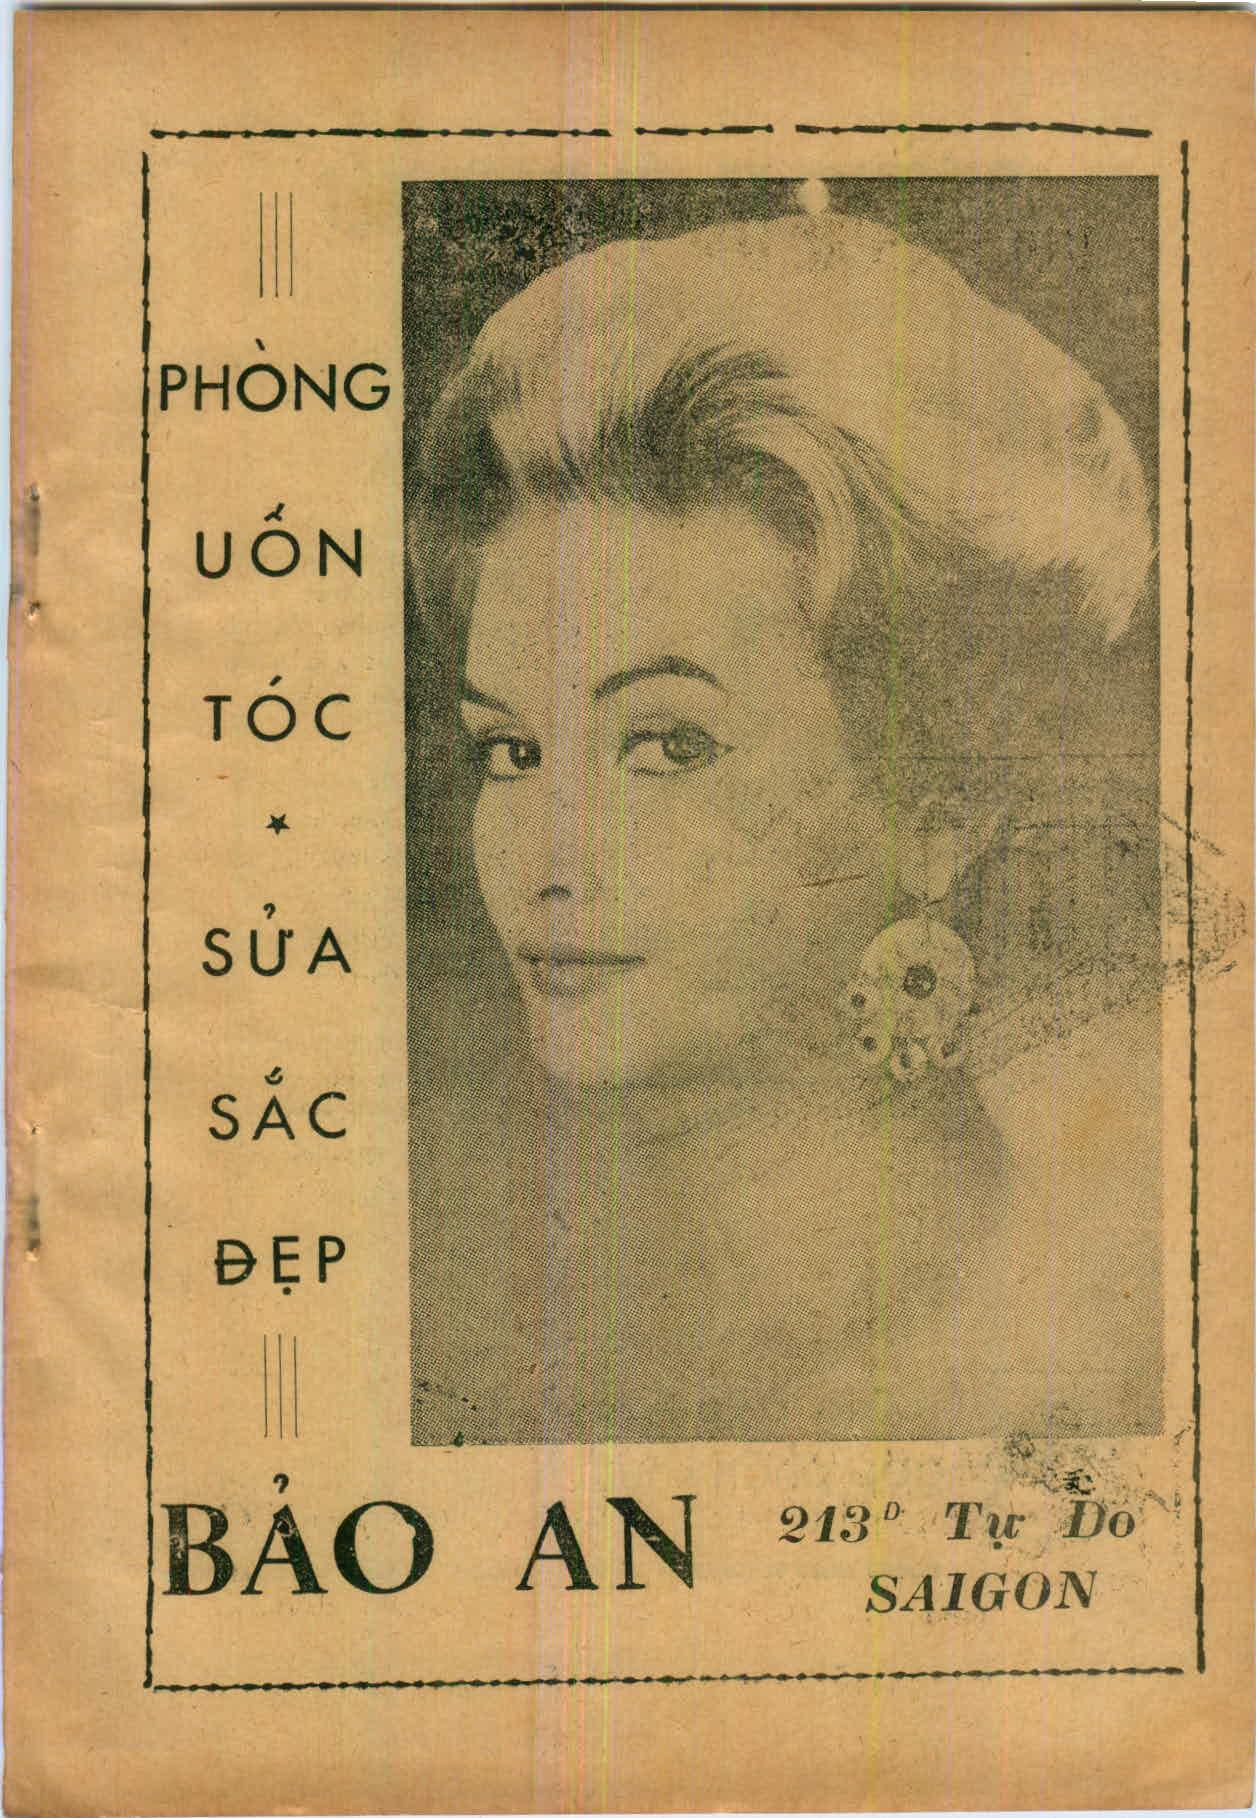 PHÒNG
UỐN
TÓC
★
SỬA
SẮC
ĐẸP
BẢO AN
213ᴰ Tự Do
SAIGON